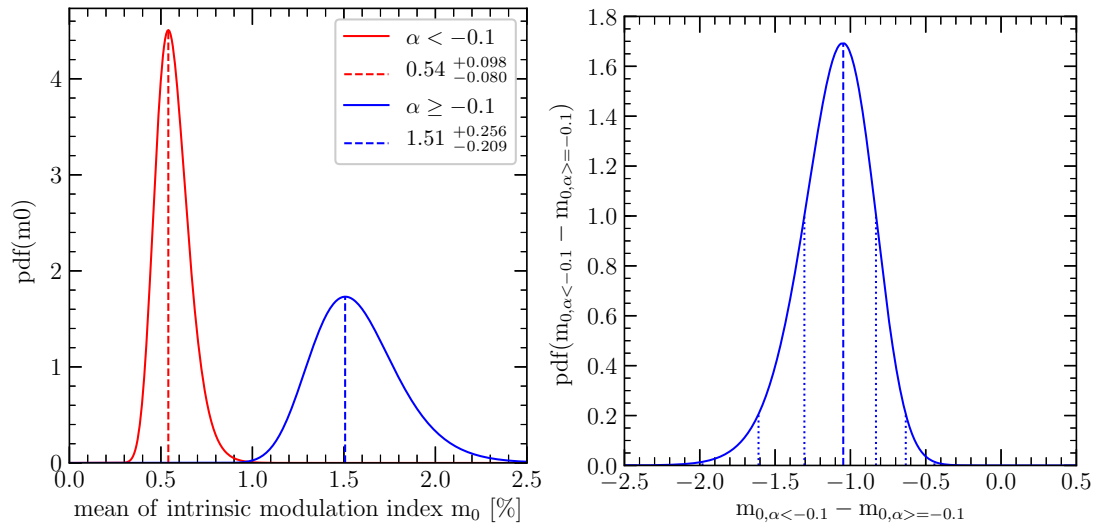 pdf(m0)
4
3
2
1
0
0.0 0.5 1.0 1.5 2.0 2.5
mean of intrinsic modulation index m₀ [%]
α < −0.1
0.54 +0.098 −0.080
α ≥ −0.1
1.51 +0.256 −0.209
pdf(m₀,α<−0.1 − m₀,α>=−0.1)
1.8
1.6
1.4
1.2
1.0
0.8
0.6
0.4
0.2
0.0
−2.5 −2.0 −1.5 −1.0 −0.5 0.0 0.5
m₀,α<−0.1 − m₀,α>=−0.1